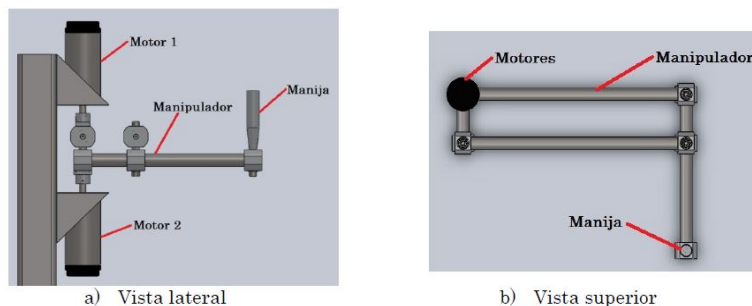 Motor 1
Manipulador
Manija
Motor 2
a) Vista lateral
Motores
Manipulador
Manija
b) Vista superior